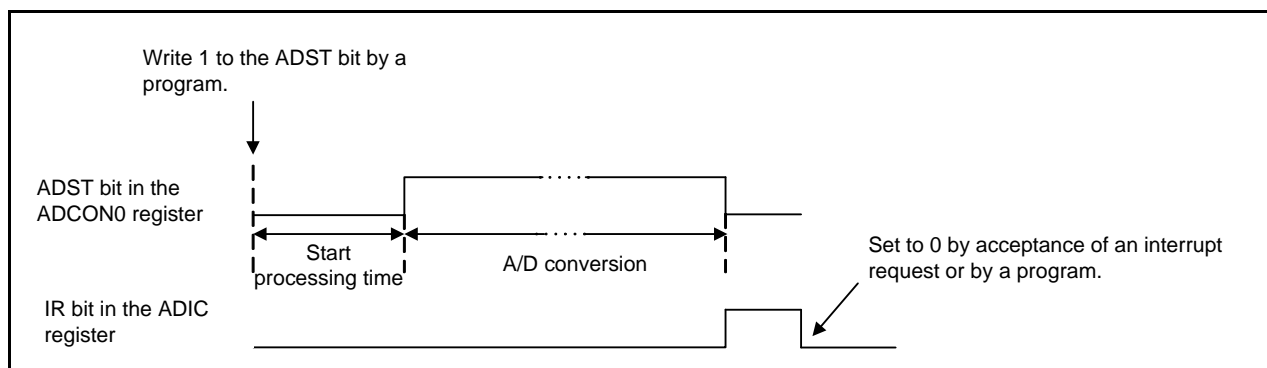 Write 1 to the ADST bit by a
program.
ADST bit in the
ADCON0 register
Start
processing time
A/D conversion
Set to 0 by acceptance of an interrupt
request or by a program.
IR bit in the ADIC
register